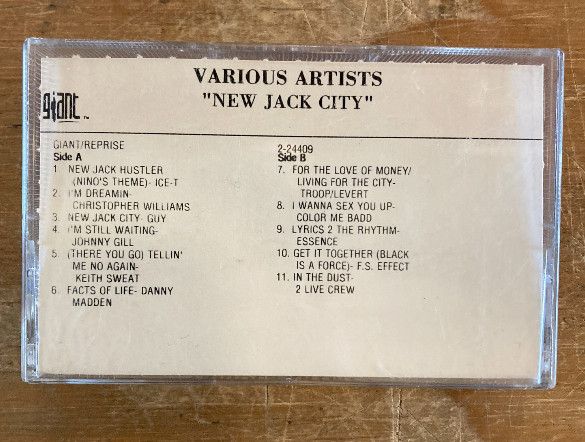 VARIOUS ARTISTS
"NEW JACK CITY"
giant™
GIANT/REPRISE
Side A
1. NEW JACK HUSTLER
(NINO'S THEME)- ICE-T
2. I'M DREAMIN-
CHRISTOPHER WILLIAMS
3. NEW JACK CITY- GUY
4. I'M STILL WAITING-
JOHNNY GILL
5. (THERE YOU GO) TELLIN'
ME NO AGAIN-
KEITH SWEAT
6. FACTS OF LIFE- DANNY
MADDEN
2-24409
Side B
7. FOR THE LOVE OF MONEY/
LIVING FOR THE CITY-
TROOP/LEVERT
8. I WANNA SEX YOU UP-
COLOR ME BADD
9. LYRICS 2 THE RHYTHM-
ESSENCE
10. GET IT TOGETHER (BLACK
IS A FORCE)- F.S. EFFECT
11. IN THE DUST-
2 LIVE CREW